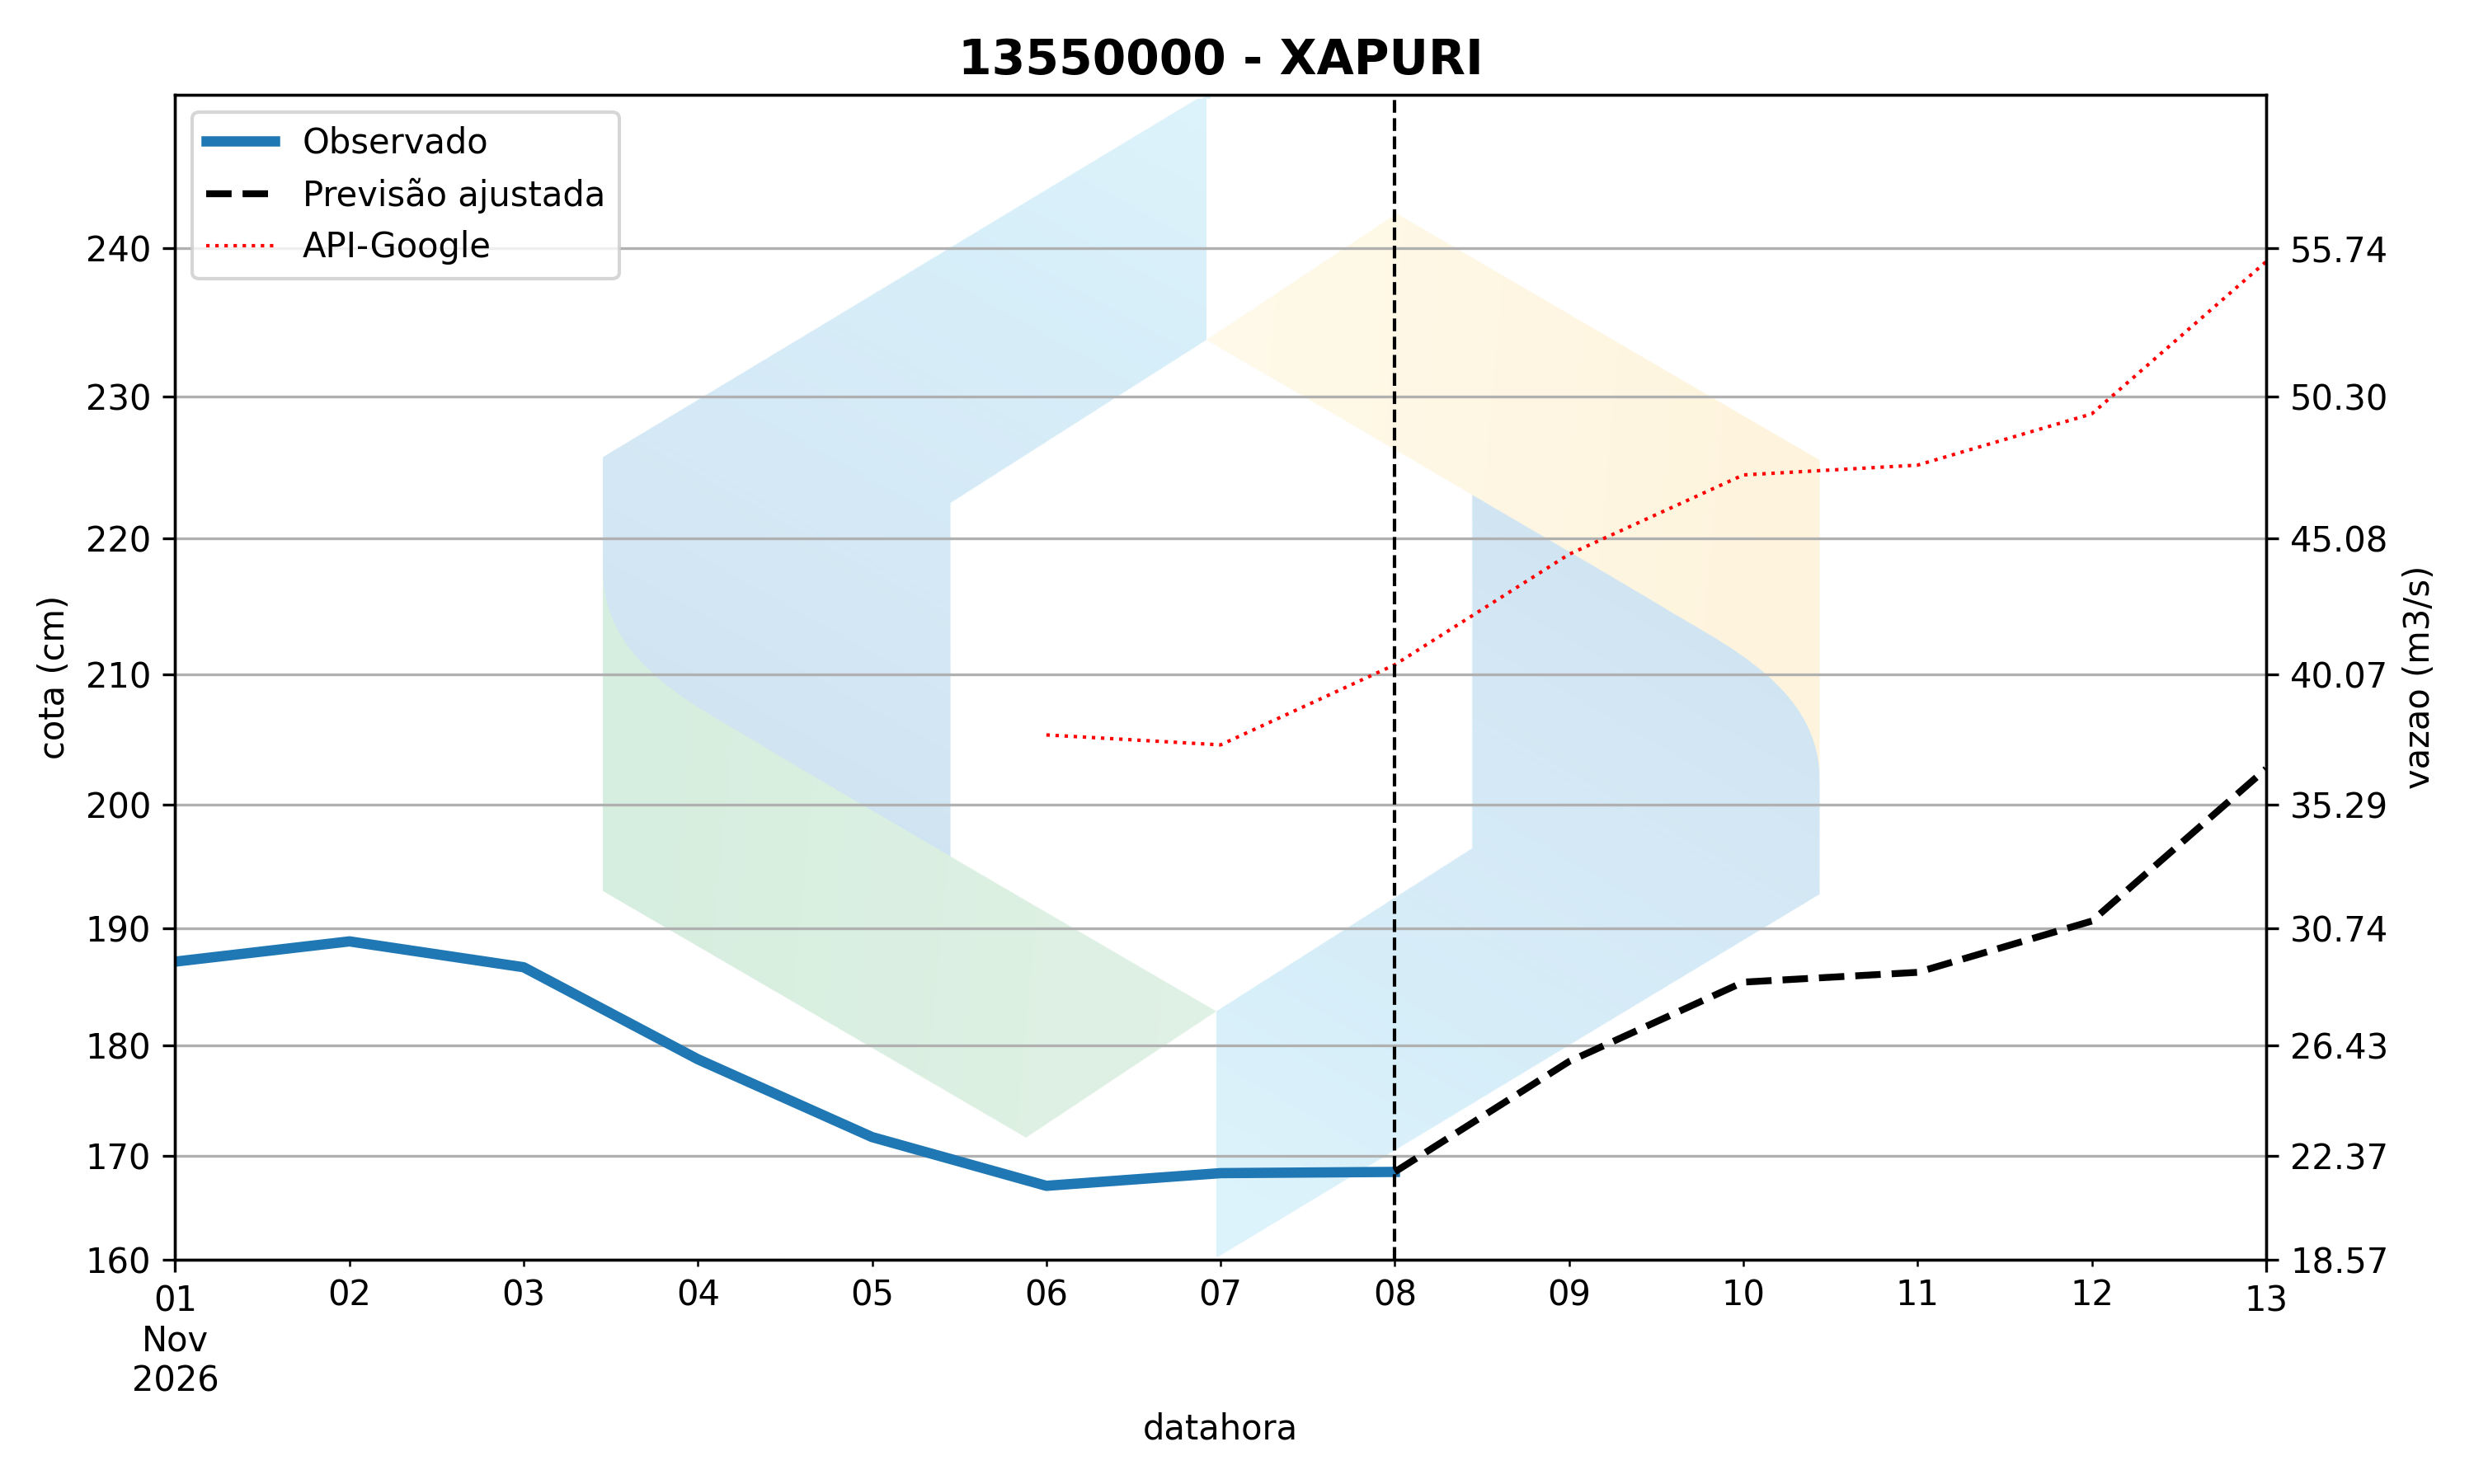 13550000 - XAPURI
Observado
Previsão ajustada
API-Google
cota (cm)
240
230
220
210
200
190
180
170
160
vazao (m3/s)
55.74
50.30
45.08
40.07
35.29
30.74
26.43
22.37
18.57
01 02 03 04 05 06 07 08 09 10 11 12 13
Nov
2026
datahora